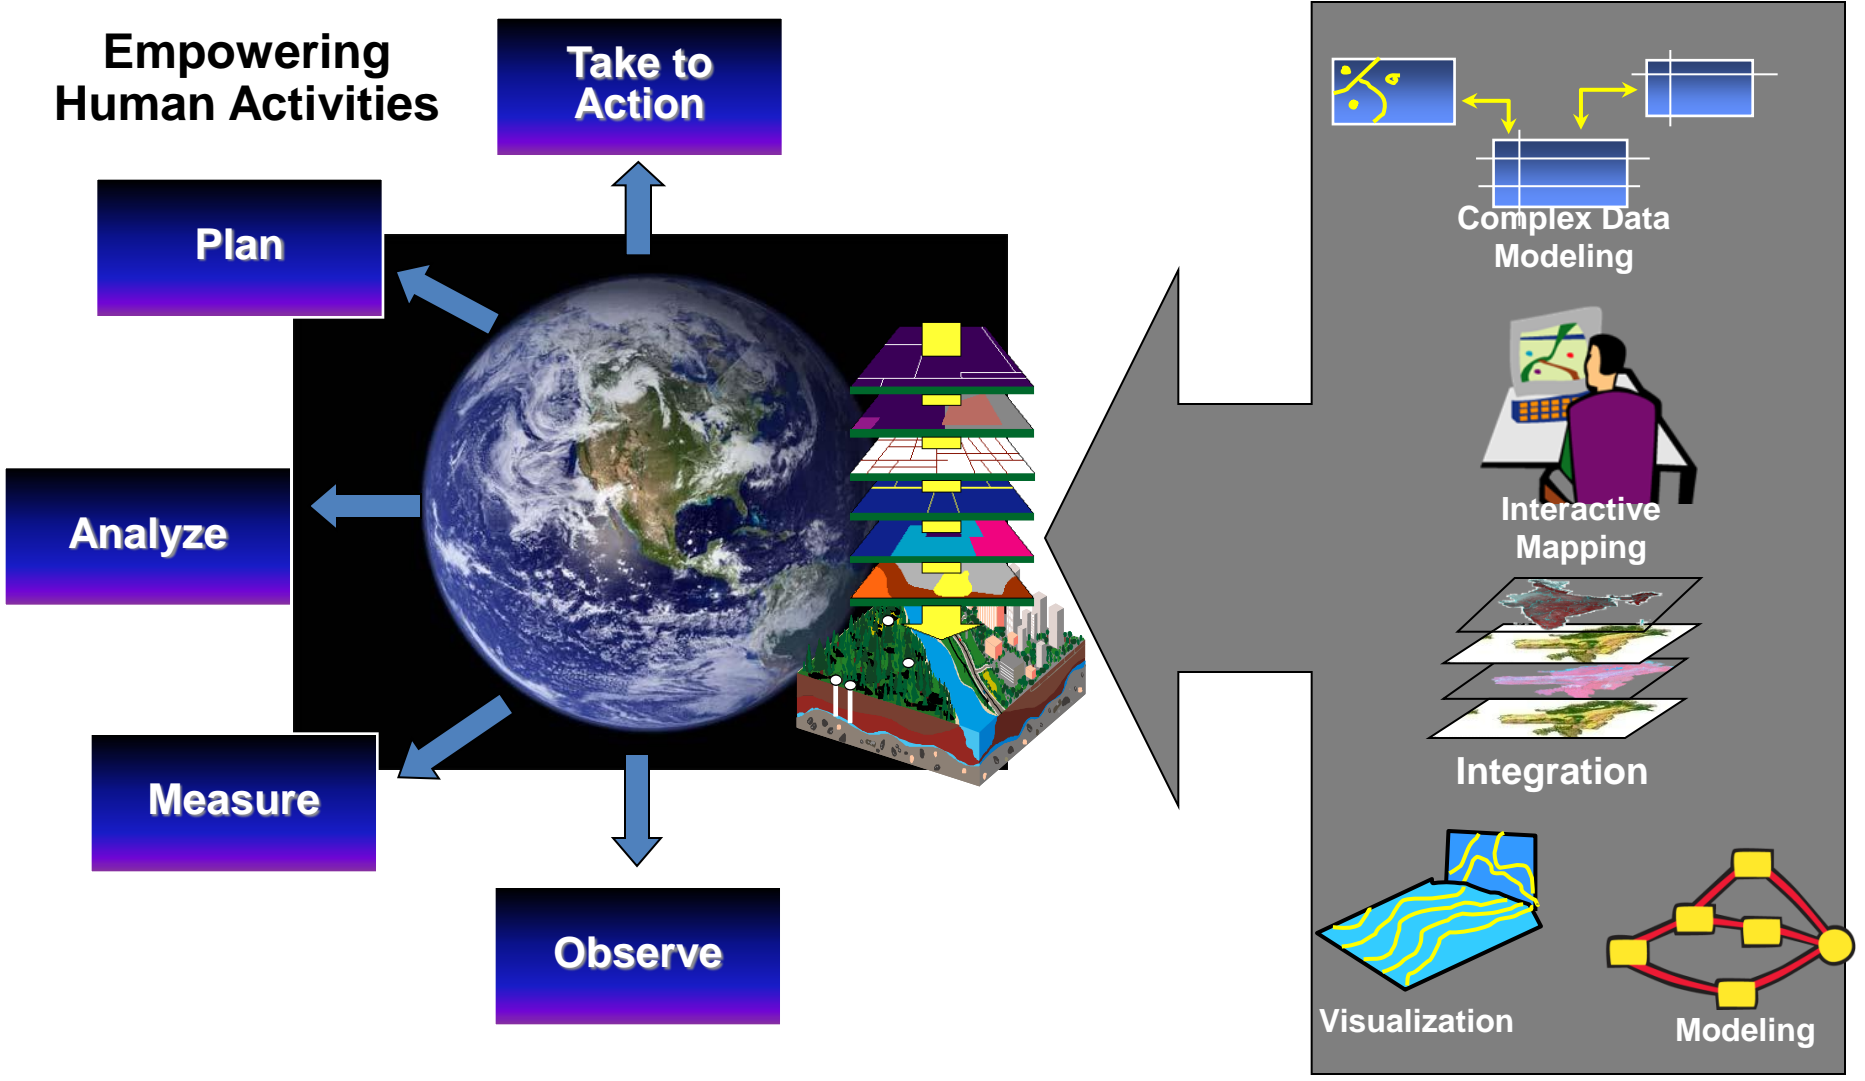 Empowering
Human Activities
Take to
Action
Plan
Analyze
Measure
Observe
Complex Data
Modeling
Interactive
Mapping
Integration
Visualization
Modeling